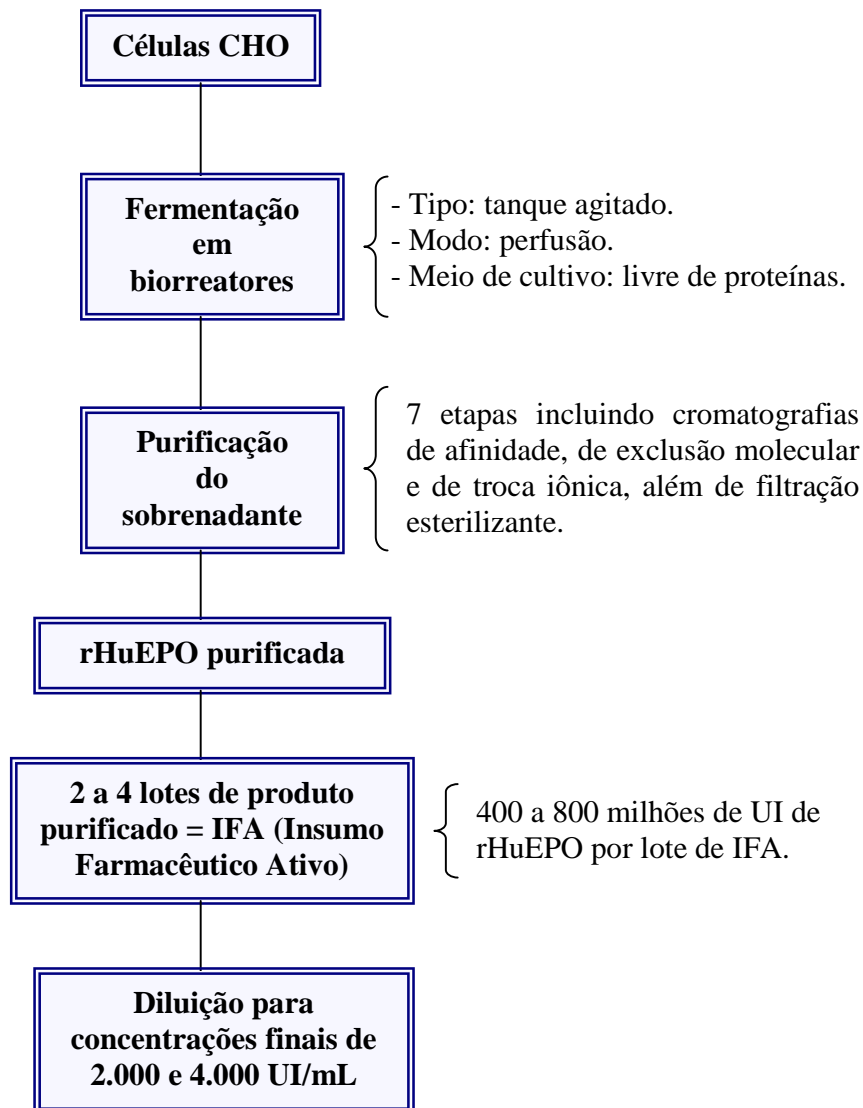 Células CHO
Fermentação
em
biorreatores
- Tipo: tanque agitado.
- Modo: perfusão.
- Meio de cultivo: livre de proteínas.
Purificação
do
sobrenadante
7 etapas incluindo cromatografias
de afinidade, de exclusão molecular
e de troca iônica, além de filtração
esterilizante.
rHuEPO purificada
2 a 4 lotes de produto
purificado = IFA (Insumo
Farmacêutico Ativo)
400 a 800 milhões de UI de
rHuEPO por lote de IFA.
Diluição para
concentrações finais de
2.000 e 4.000 UI/mL